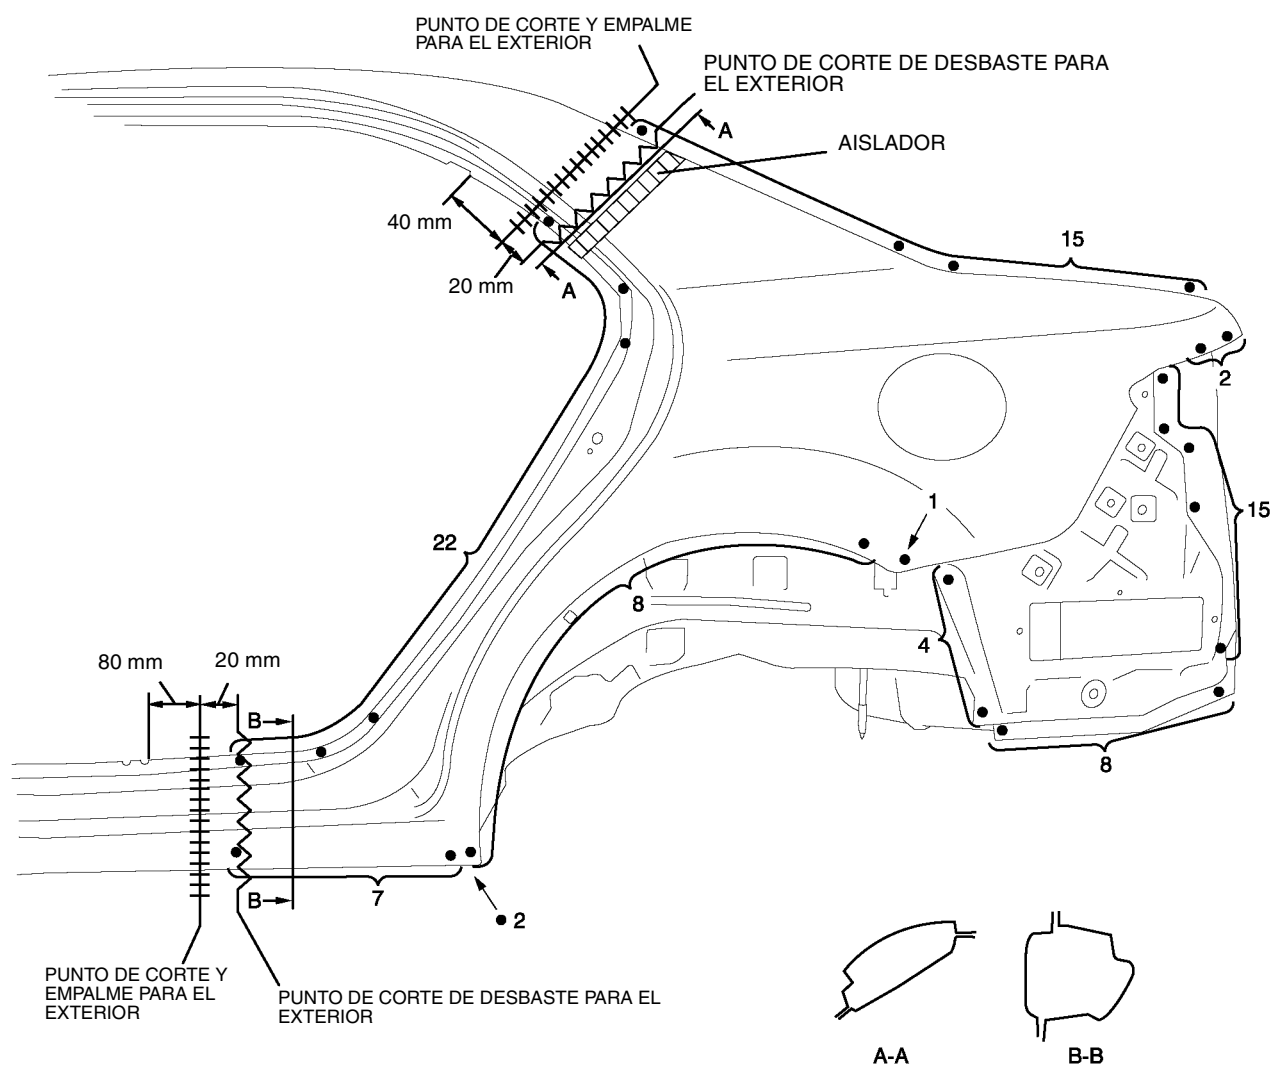 PUNTO DE CORTE Y EMPALME
PARA EL EXTERIOR
PUNTO DE CORTE DE DESBASTE PARA
EL EXTERIOR
A
AISLADOR
40 mm
15
20 mm
A
2
1
15
22
8
4
80 mm
20 mm
B
8
B
7
2
PUNTO DE CORTE Y
EMPALME PARA EL
EXTERIOR
PUNTO DE CORTE DE DESBASTE PARA EL
EXTERIOR
A-A
B-B